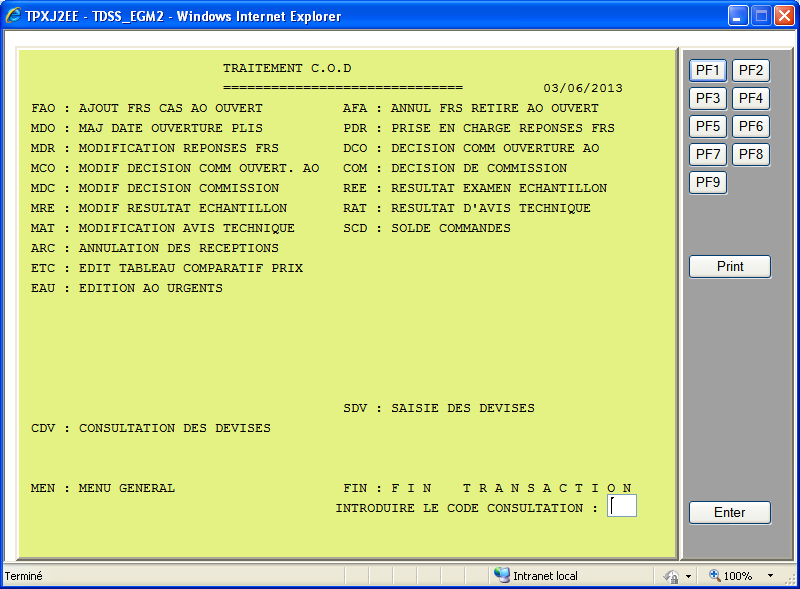 TPXJ2EE - TDSS_EGM2 - Windows Internet Explorer
TRAITEMENT C.O.D
============================== 03/06/2013
FAO : AJOUT FRS CAS AO OUVERT AFA : ANNUL FRS RETIRE AO OUVERT
MDO : MAJ DATE OUVERTURE PLIS PDR : PRISE EN CHARGE REPONSES FRS
MDR : MODIFICATION REPONSES FRS DCO : DECISION COMM OUVERTURE AO
MCO : MODIF DECISION COMM OUVERT. AO COM : DECISION DE COMMISSION
MDC : MODIF DECISION COMMISSION REE : RESULTAT EXAMEN ECHANTILLON
MRE : MODIF RESULTAT ECHANTILLON RAT : RESULTAT D'AVIS TECHNIQUE
MAT : MODIFICATION AVIS TECHNIQUE SCD : SOLDE COMMANDES
ARC : ANNULATION DES RECEPTIONS
ETC : EDIT TABLEAU COMPARATIF PRIX
EAU : EDITION AO URGENTS
SDV : SAISIE DES DEVISES
CDV : CONSULTATION DES DEVISES
MEN : MENU GENERAL FIN : F I N T R A N S A C T I O N
INTRODUIRE LE CODE CONSULTATION :
PF1 PF2
PF3 PF4
PF5 PF6
PF7 PF8
PF9
Print
Enter
Terminé Intranet local 100%